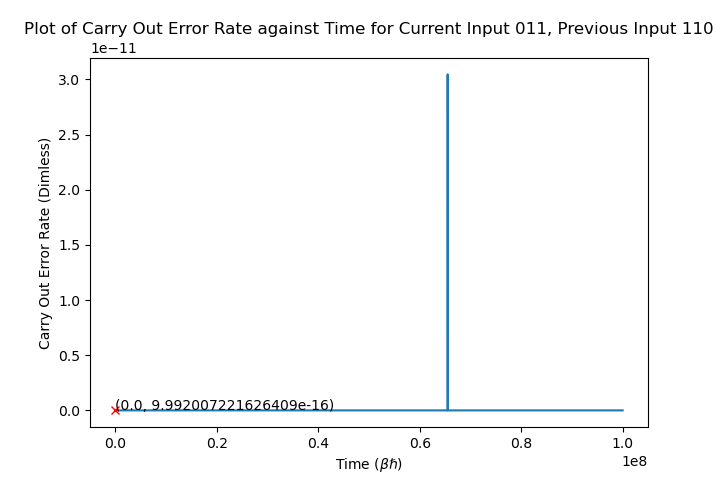 Plot of Carry Out Error Rate against Time for Current Input 011, Previous Input 110
1e−11
3.0
2.5
2.0
1.5
1.0
0.5
0.0
Carry Out Error Rate (Dimless)
(0.0, 9.992007221626409e-16)
0.0 0.2 0.4 0.6 0.8 1.0
1e8
Time (βℏ)